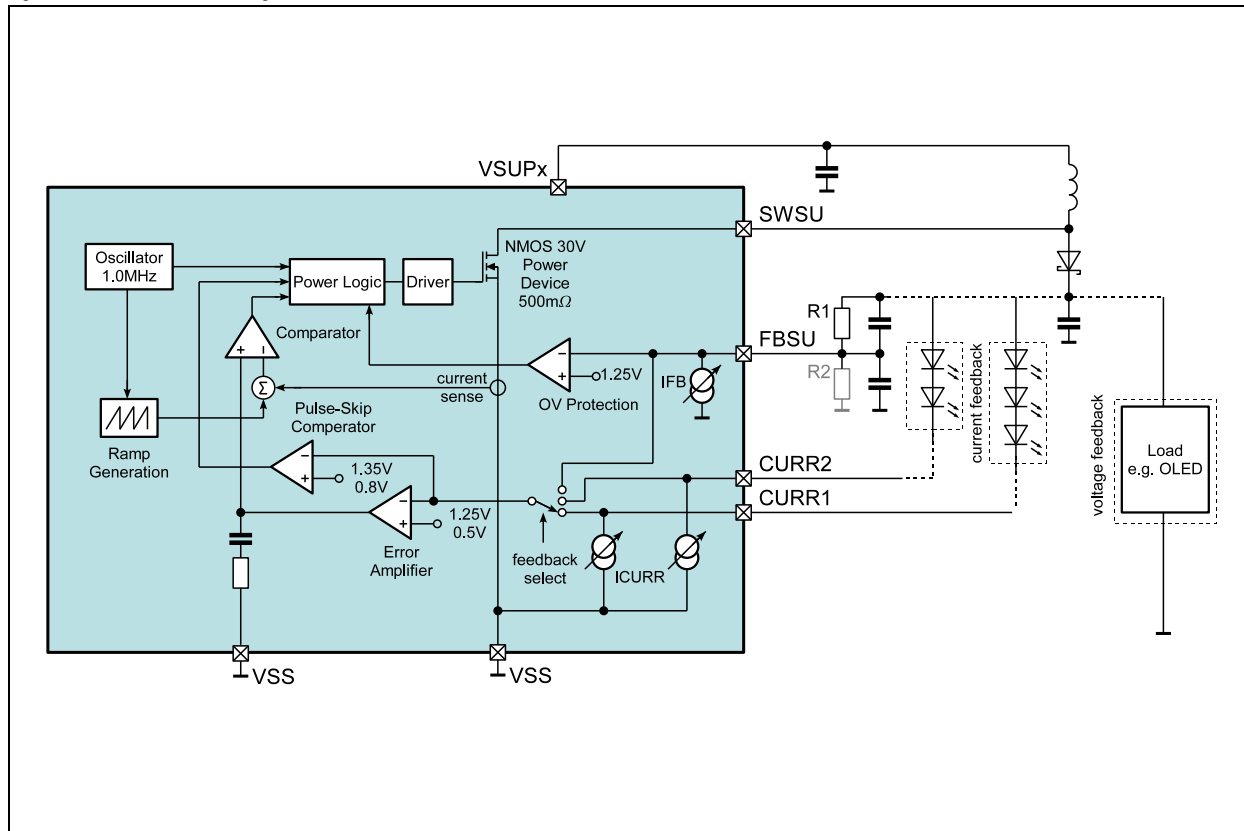 VSUPx
SWSU
Oscillator
1.0MHz
Power Logic
Driver
NMOS 30V
Power
Device
500mΩ
Comparator
+
−
Σ
current
sense
−
+
1.25V
OV Protection
IFB
FBSU
R1
R2
Ramp
Generation
Pulse-Skip
Comperator
−
+
1.35V
0.8V
−
+
1.25V
0.5V
Error
Amplifier
feedback
select
ICURR
CURR2
CURR1
current feedback
voltage feedback
Load
e.g. OLED
VSS
VSS